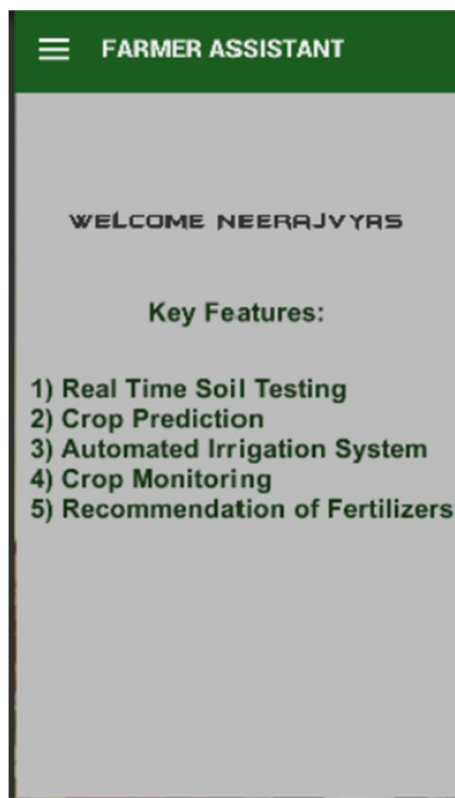 FARMER ASSISTANT
WELCOME NEERAJVYAS
Key Features:
1) Real Time Soil Testing
2) Crop Prediction
3) Automated Irrigation System
4) Crop Monitoring
5) Recommendation of Fertilizers